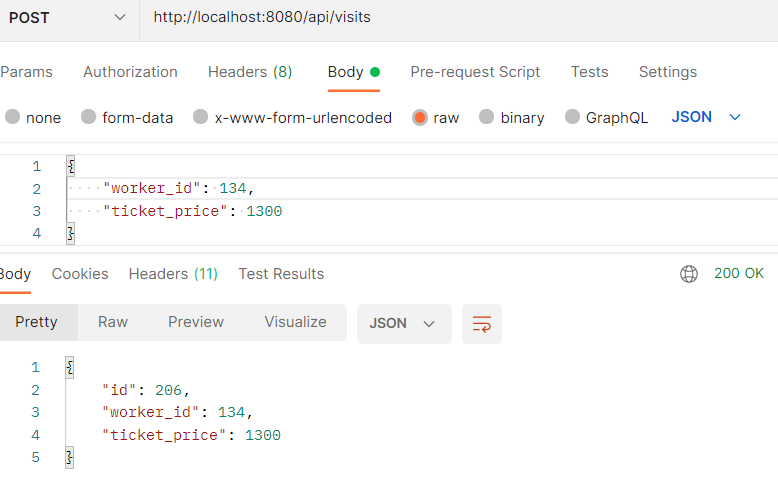 POST http://localhost:8080/api/visits
Params Authorization Headers (8) Body Pre-request Script Tests Settings
none form-data x-www-form-urlencoded raw binary GraphQL JSON
1 {
2 "worker_id": 134,
3 "ticket_price": 1300
4 }
Body Cookies Headers (11) Test Results 200 OK
Pretty Raw Preview Visualize JSON
1 {
2 "id": 206,
3 "worker_id": 134,
4 "ticket_price": 1300
5 }